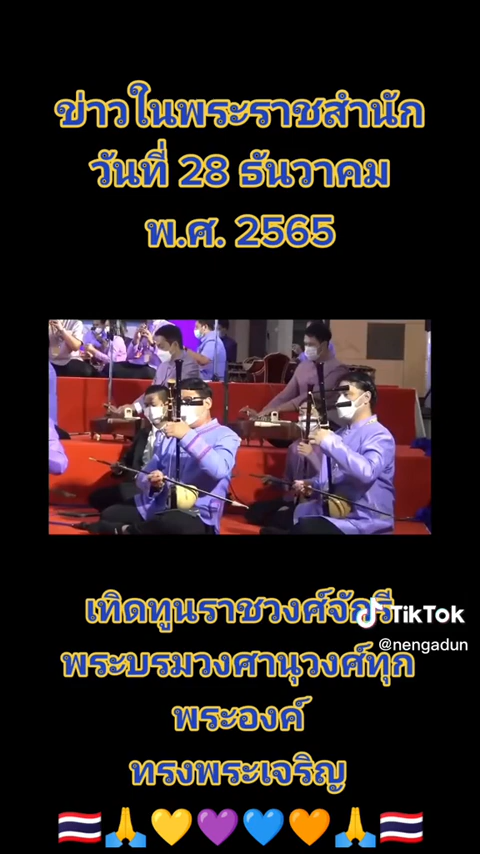 ข่าวในพระราชสำนัก
วันที่ 28 ธันวาคม
พ.ศ. 2565
เทิดทูนราชวงศ์จักรี
TikTok
@nengadun
พระบรมวงศานุวงศ์ทุก
พระองค์
ทรงพระเจริญ